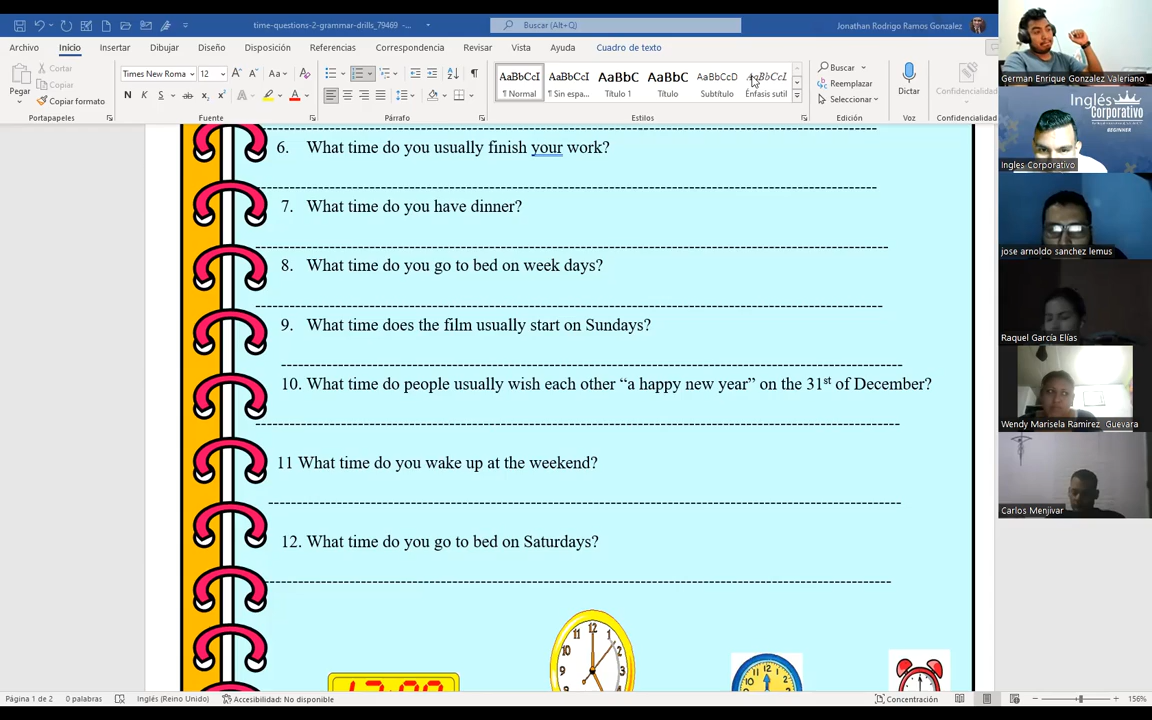 time-questions-2-grammar-drills_79469 -...
Buscar (Alt+Q)
Jonathan Rodrigo Ramos Gonzalez
Archivo Inicio Insertar Dibujar Diseño Disposición Referencias Correspondencia Revisar Vista Ayuda Cuadro de texto
Pegar
Cortar
Copiar
Copiar formato
Portapapeles
Times New Roma 12
N K S
Fuente
Párrafo
AaBbCcI AaBbCcI AaBbC AaBbC AaBbCcD AaBbCcL
¶ Normal ¶ Sin espa... Título 1 Título Subtítulo Énfasis sutil
Estilos
Buscar
Reemplazar
Seleccionar
Edición
Dictar
Voz
Confidencialidad
Confidencialidad
6. What time do you usually finish your work?
7. What time do you have dinner?
8. What time do you go to bed on week days?
9. What time does the film usually start on Sundays?
10. What time do people usually wish each other “a happy new year” on the 31st of December?
11 What time do you wake up at the weekend?
12. What time do you go to bed on Saturdays?
German Enrique Gonzalez Valeriano
Inglés
Corporativo
BEGINNER
Ingles Corporativo
jose arnoldo sanchez lemus
Raquel García Elías
Wendy Marisela Ramirez Guevara
Carlos Menjivar
Página 1 de 2 0 palabras Inglés (Reino Unido) Accesibilidad: No disponible
Concentración
156%